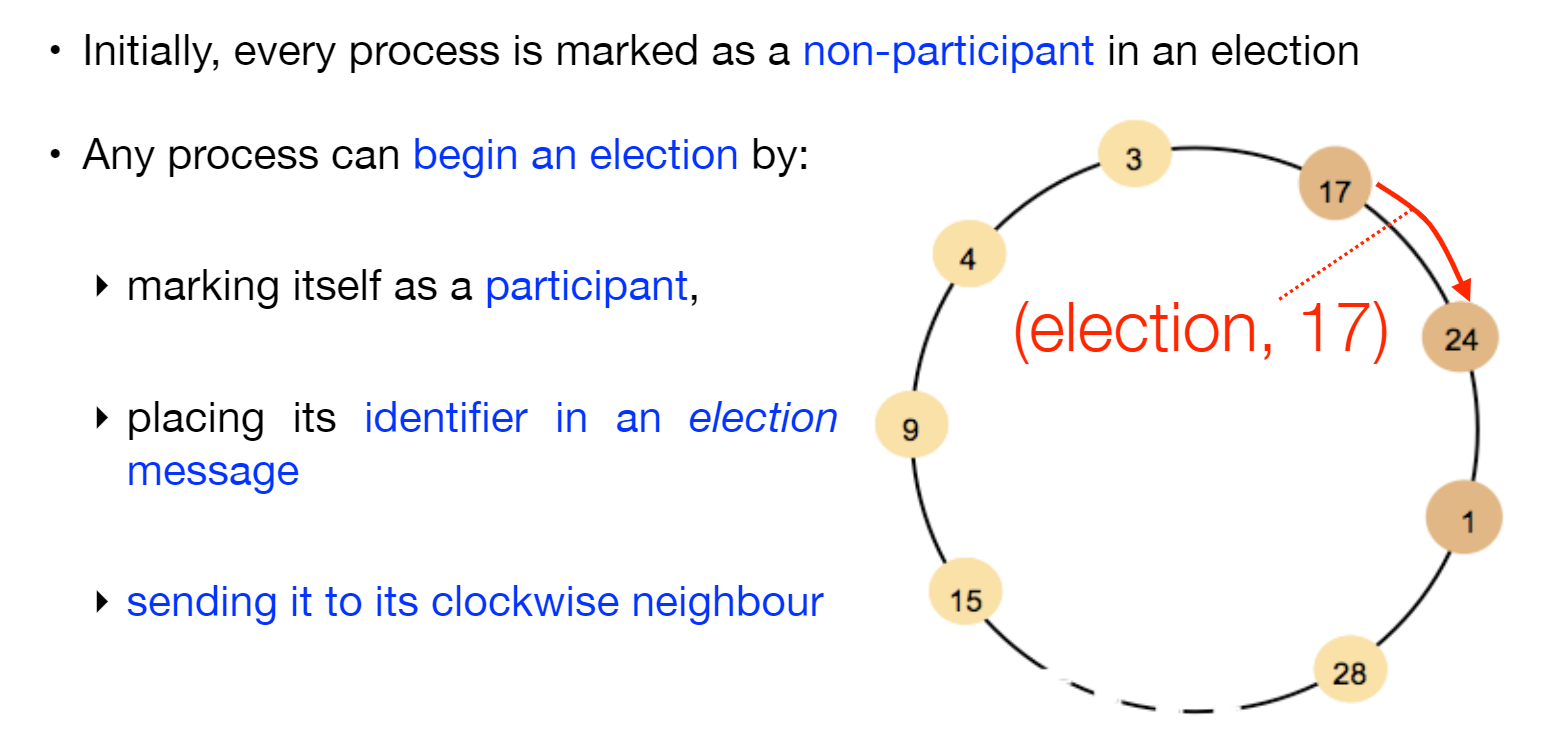 • Initially, every process is marked as a non-participant in an election
• Any process can begin an election by:
‣ marking itself as a participant,
‣ placing its identifier in an election
message
‣ sending it to its clockwise neighbour
3
17
4
(election, 17)
24
9
1
15
28